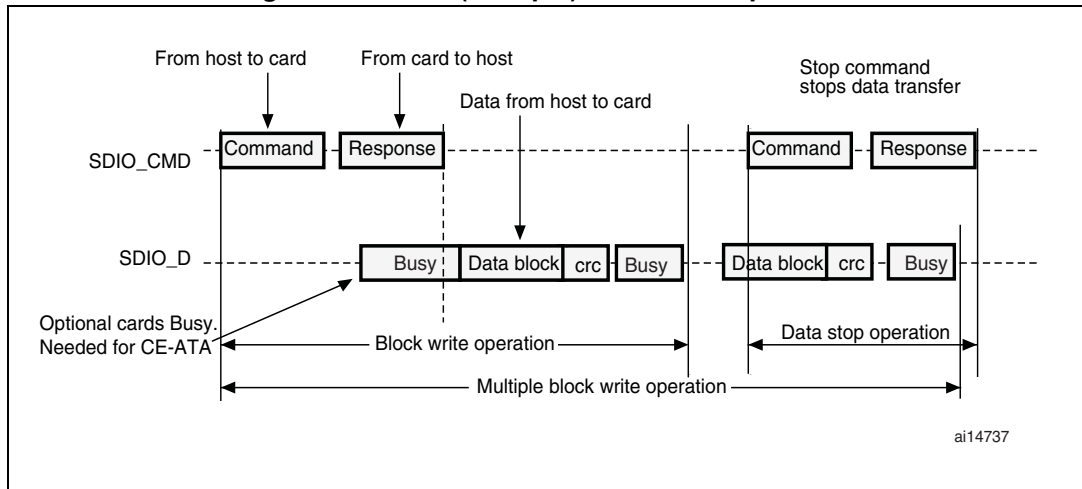 From host to card
From card to host
Stop command
stops data transfer
Data from host to card
SDIO_CMD
Command
Response
Command
Response
SDIO_D
Busy
Data block
crc
Busy
Data block
crc
Busy
Optional cards Busy.
Needed for CE-ATA
Block write operation
Data stop operation
Multiple block write operation
ai14737